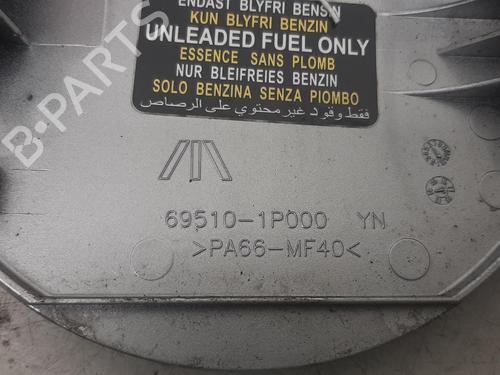 ENDAST BLYFRI BENSIN
KUN BLYFRI BENZIN
UNLEADED FUEL ONLY
ESSENCE SANS PLOMB
NUR BLEIFREIES BENZIN
SOLO BENZINA SENZA PIOMBO
فقط وقود غير محتوي على الرصاص
69510-1P000 YN
>PA66-MF40<
B-PARTS